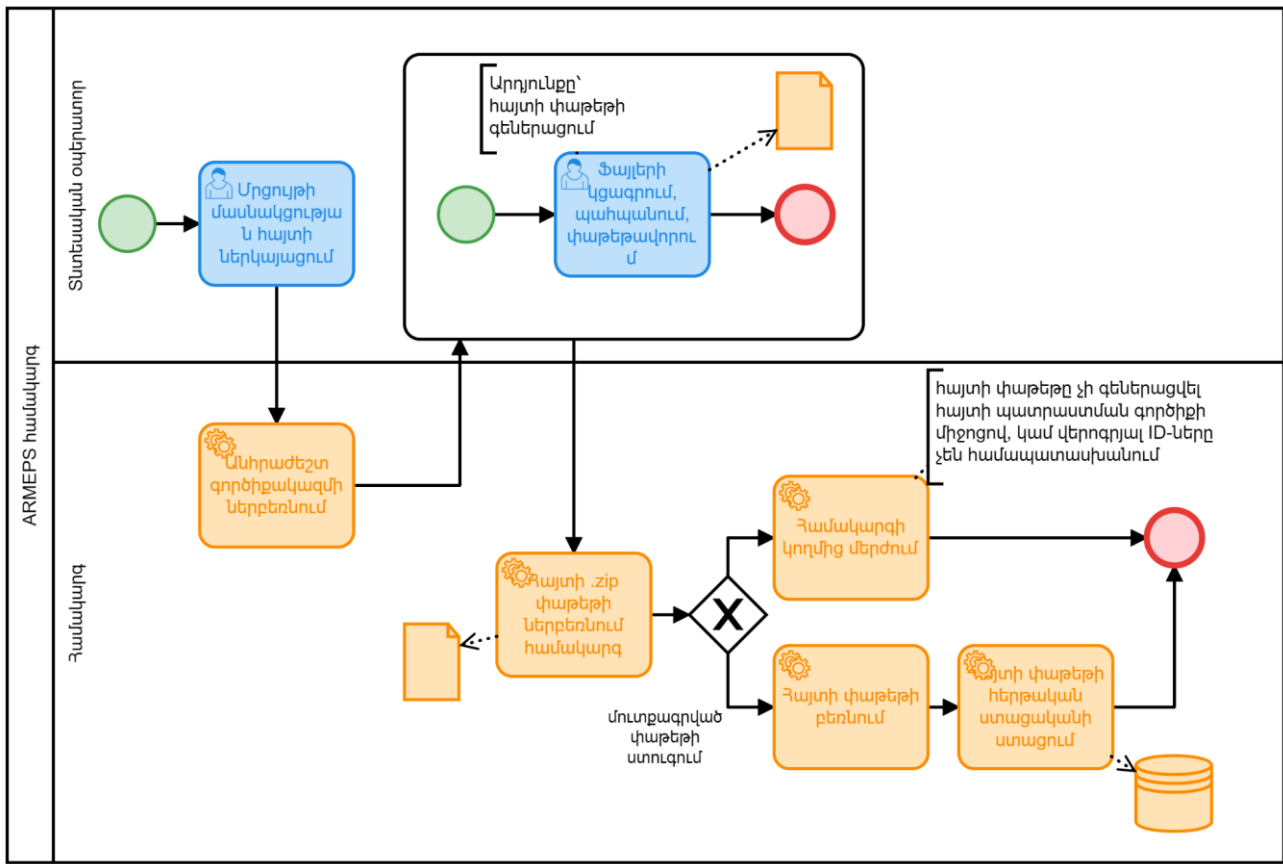 ARMEPS համակարգ
Տնտեսական օպերատոր
Մրցույթի
մասնակցությա
ն հայտի
ներկայացում
Արդյունքը՝
հայտի փաթեթի
գեներացում
Ֆայլերի
կցագրում,
պահպանում,
փաթեթավորու
մ
Համակարգ
Անհրաժեշտ
գործիքակազմի
ներբեռնում
Հայտի .zip
փաթեթի
ներբեռնում
համակարգ
մուտքագրված
փաթեթի
ստուգում
հայտի փաթեթը չի գեներացվել
հայտի պատրաստման գործիքի
միջոցով, կամ վերոգրյալ ID-ները
չեն համապատասխանում
Համակարգի
կողմից մերժում
Հայտի փաթեթի
բեռնում
Հայտի փաթեթի
հերթական
ստացականի
ստացում